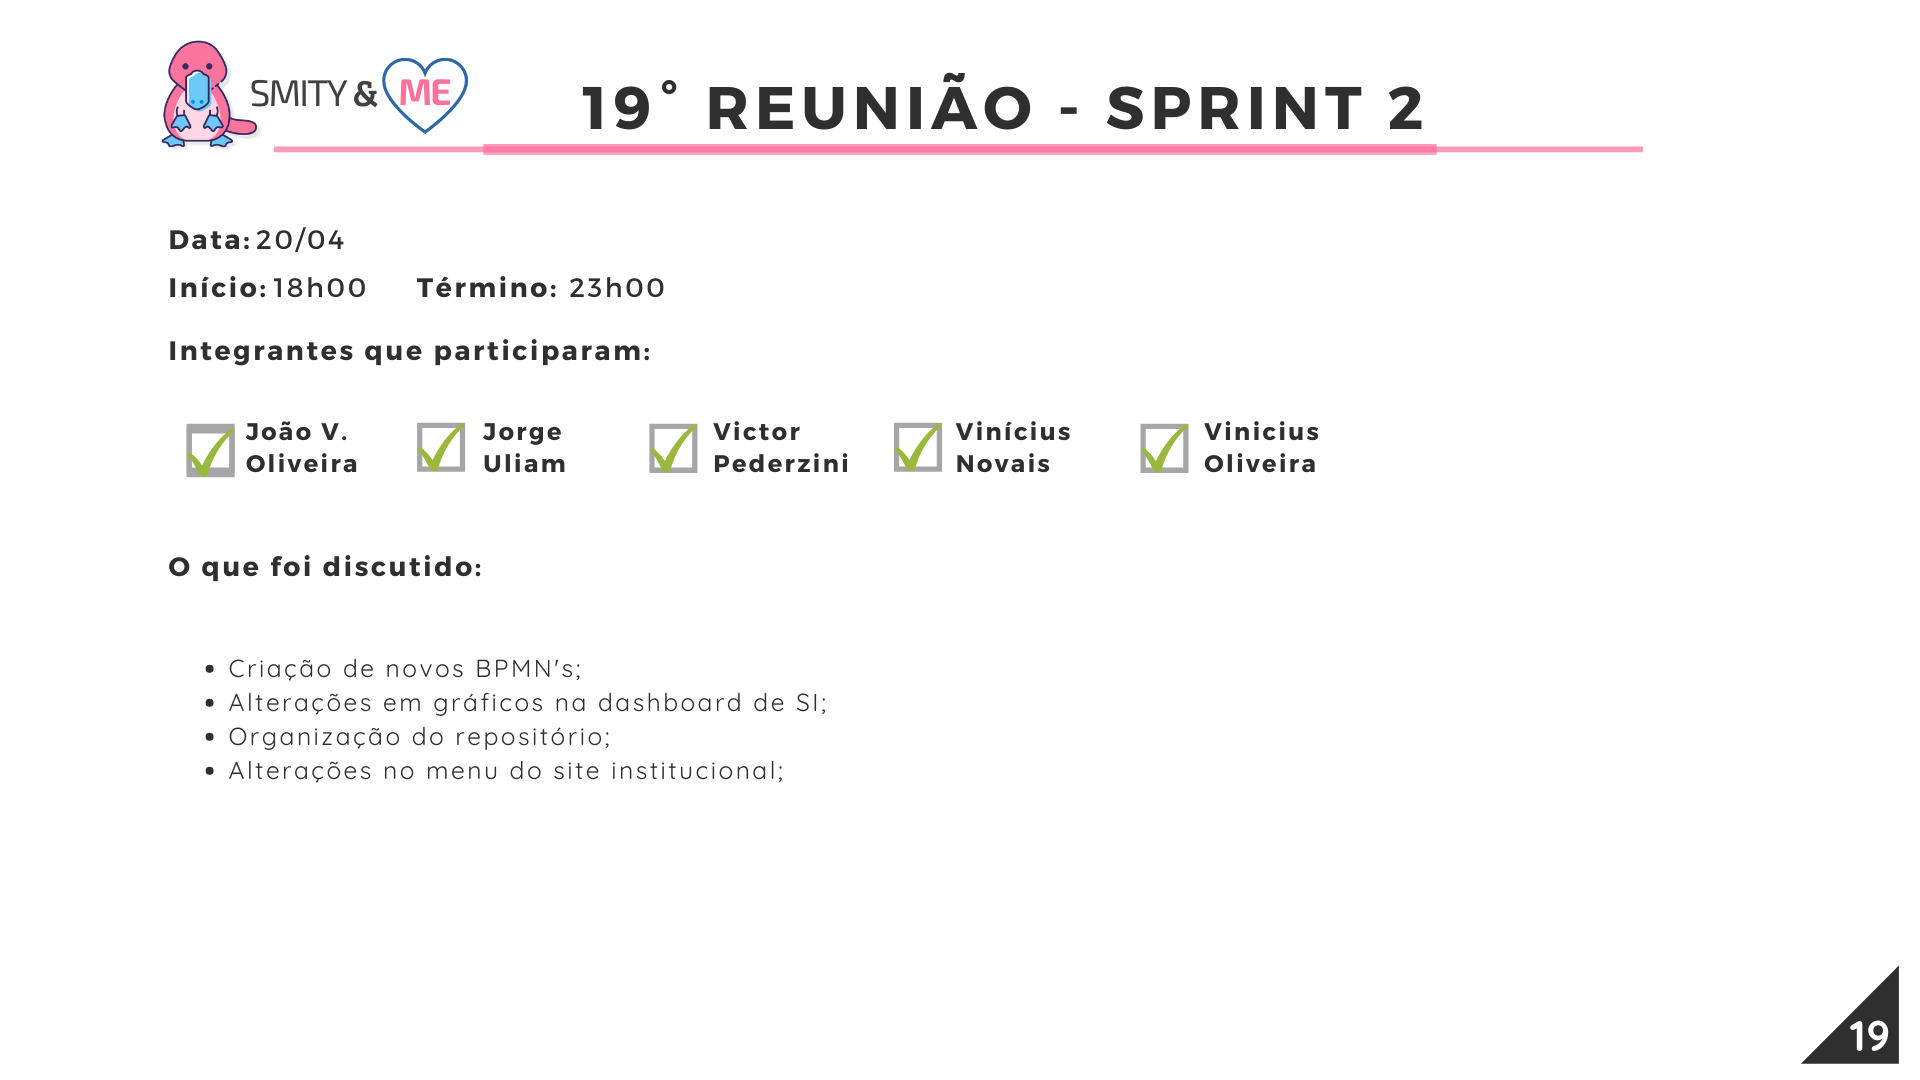 SMITY & ME
19° REUNIÃO - SPRINT 2
Data: 20/04
Início: 18h00 Término: 23h00
Integrantes que participaram:
João V. Oliveira
Jorge Uliam
Victor Pederzini
Vinícius Novais
Vinicius Oliveira
O que foi discutido:
• Criação de novos BPMN's;
• Alterações em gráficos na dashboard de SI;
• Organização do repositório;
• Alterações no menu do site institucional;
19